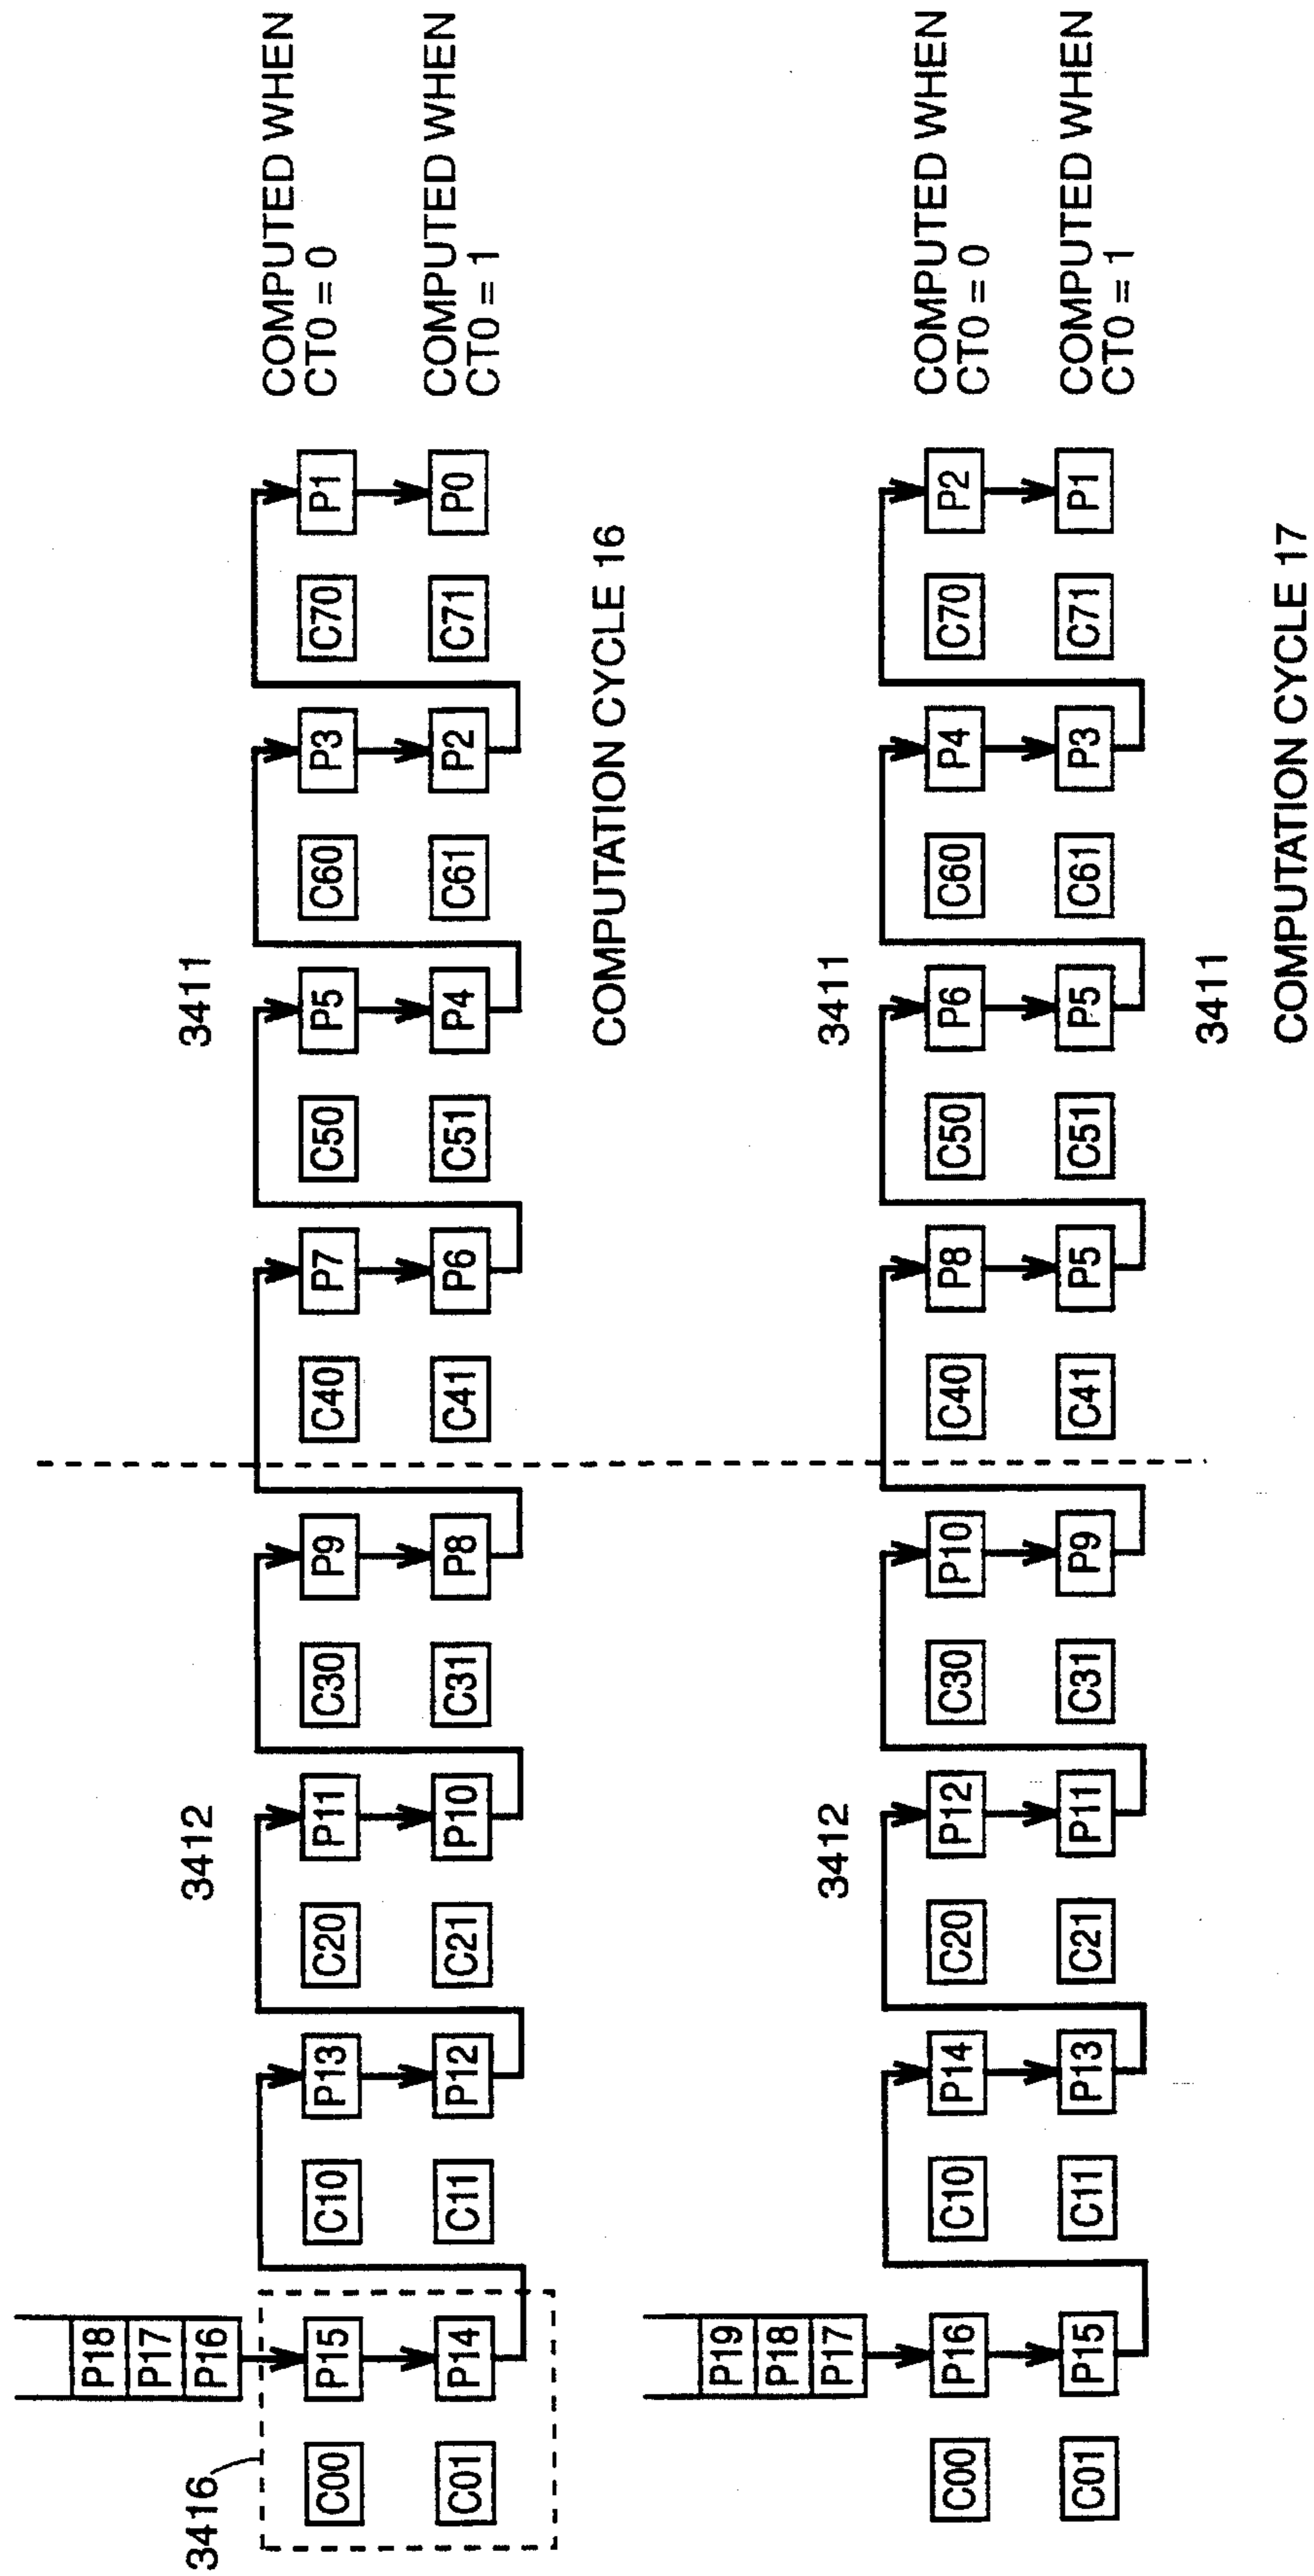 P18
P17
P16
3416
3412
3411
C00 P15 C10 P13 C20 P11 C30 P9 C40 P7 C50 P5 C60 P3 C70 P1
COMPUTED WHEN
CT0 = 0
C01 P14 C11 P12 C21 P10 C31 P8 C41 P6 C51 P4 C61 P2 C71 P0
COMPUTED WHEN
CT0 = 1
COMPUTATION CYCLE 16
P19
P18
P17
3412
3411
C00 P16 C10 P14 C20 P12 C30 P10 C40 P8 C50 P6 C60 P4 C70 P2
COMPUTED WHEN
CT0 = 0
C01 P15 C11 P13 C21 P11 C31 P9 C41 P5 C51 P5 C61 P3 C71 P1
COMPUTED WHEN
CT0 = 1
3411
COMPUTATION CYCLE 17